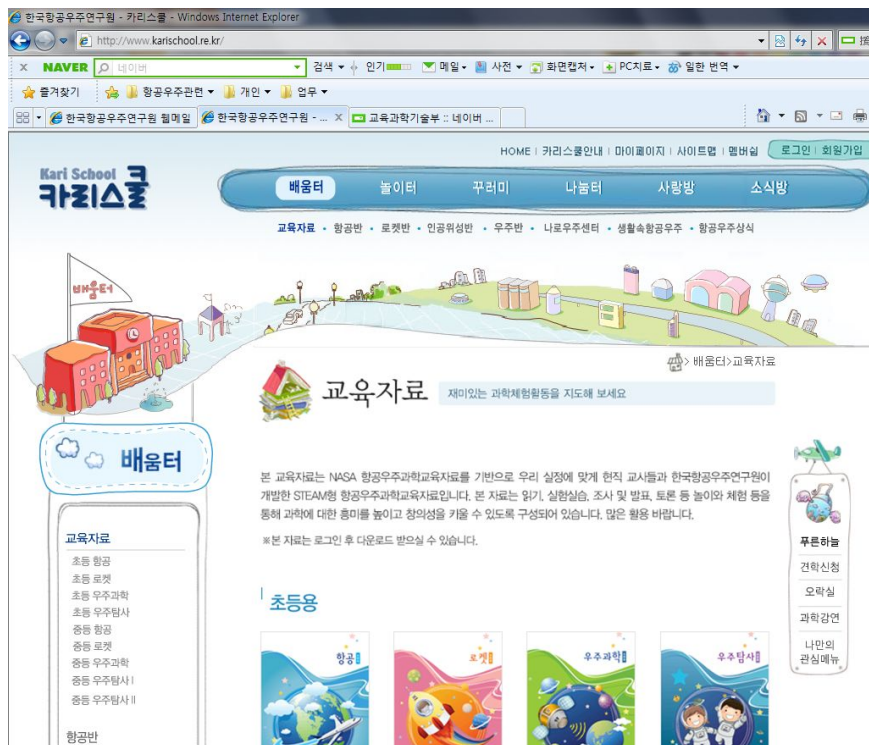 한국항공우주연구원 - 카리스쿨 - Windows Internet Explorer
http://www.karischool.re.kr/
x NAVER 네이버 검색 인기 메일 사전 화면캡처 PC치료 일한 번역
즐겨찾기 항공우주관련 개인 업무
한국항공우주연구원 웹메일 한국항공우주연구원 - ... X 교육과학기술부 :: 네이버 ...
HOME | 카리스쿨안내 | 마이페이지 | 사이트맵 | 멤버쉽 로그인 | 회원가입
Kari School
카리스쿨
배움터 놀이터 꾸러미 나눔터 사랑방 소식방
교육자료 • 항공반 • 로켓반 • 인공위성반 • 우주반 • 나로우주센터 • 생활속항공우주 • 항공우주상식
배움터
> 배움터>교육자료
교육자료 재미있는 과학체험활동을 지도해 보세요
배움터
본 교육자료는 NASA 항공우주과학교육자료를 기반으로 우리 실정에 맞게 현직 교사들과 한국항공우주연구원이
개발한 STEAM형 항공우주과학교육자료입니다. 본 자료는 읽기, 실험실습, 조사 및 발표, 토론 등 놀이와 체험 등을
통해 과학에 대한 흥미를 높이고 창의성을 키울 수 있도록 구성되어 있습니다. 많은 활용 바랍니다.
※본 자료는 로그인 후 다운로드 받으실 수 있습니다.
교육자료
초등 항공
초등 로켓
초등 우주과학
초등 우주탐사
중등 항공
중등 로켓
중등 우주과학
중등 우주탐사 I
중등 우주탐사 II
항공반
초등용
항공 로켓 우주과학 우주탐사
푸른하늘
견학신청
오락실
과학강연
나만의
관심메뉴